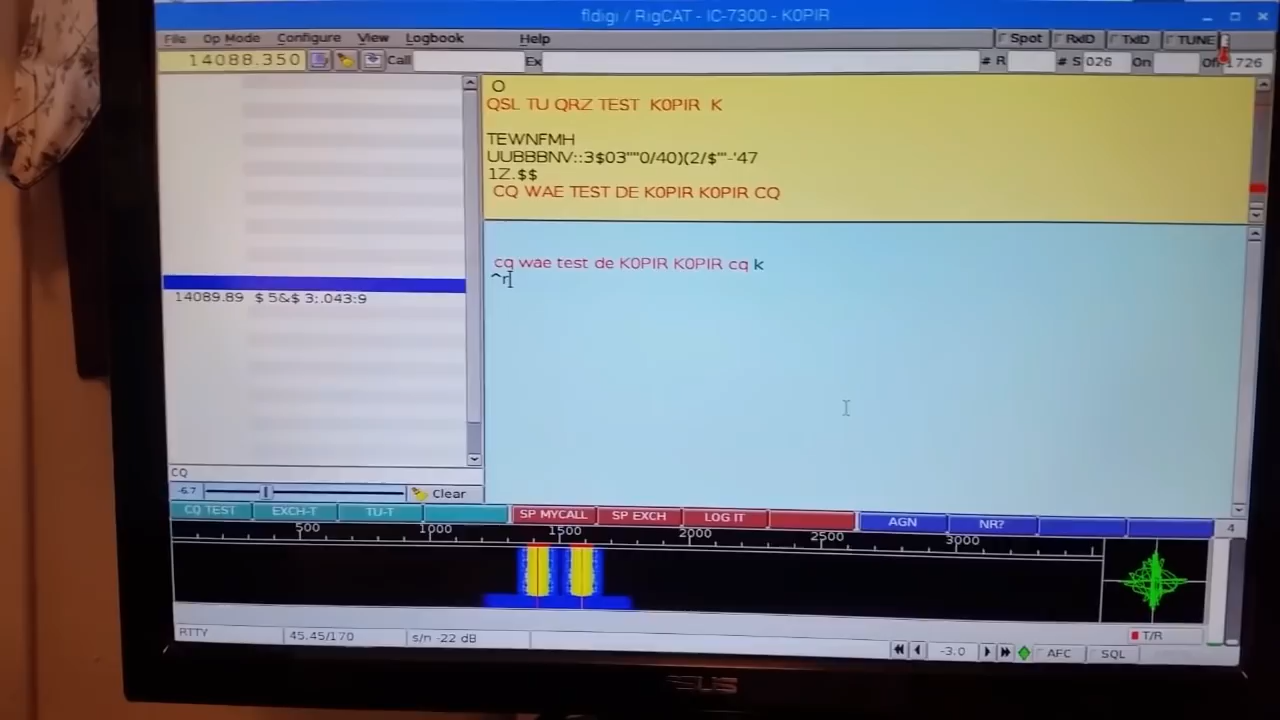 fldigi / RigCAT - IC-7300 - K0PIR
File Op Mode Configure View Logbook Help Spot RxID TxID TUNE
14088.350 Call Ex # R # S 026 On Off 1726
O
QSL TU QRZ TEST K0PIR K
TEWNFMH
UUBBBNV::3$03""0/40)(2/$'"-'47
1Z.$$
CQ WAE TEST DE K0PIR K0PIR CQ
cq wae test de K0PIR K0PIR cq k
^r
14089.89 $ 5&$ 3:.043:9
CQ
-6.7 Clear
CQ TEST EXCH-T TU-T SP MYCALL SP EXCH LOG IT AGN NR? 4
500 1000 1500 2000 2500 3000
RTTY 45.45/170 s/n -22 dB T/R
-3.0 AFC SQL
ASUS